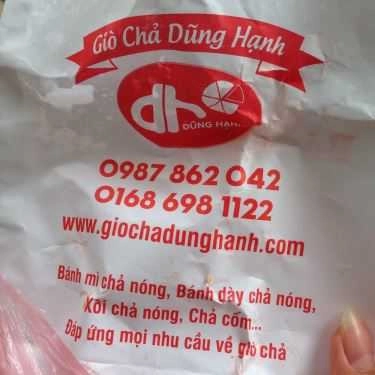 Giò Chả Dũng Hạnh
dh
DŨNG HẠNH
0987 862 042
0168 698 1122
www.giochadunghanh.com
Bánh mì chả nóng, Bánh dày chả nóng,
Xôi chả nóng, Chả cốm...
Đáp ứng mọi nhu cầu về giò chả